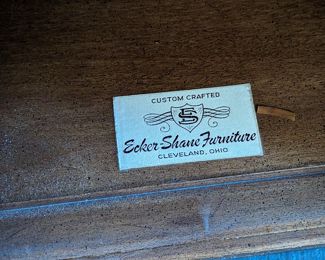 CUSTOM CRAFTED
ES
Ecker-Shane Furniture
CLEVELAND, OHIO